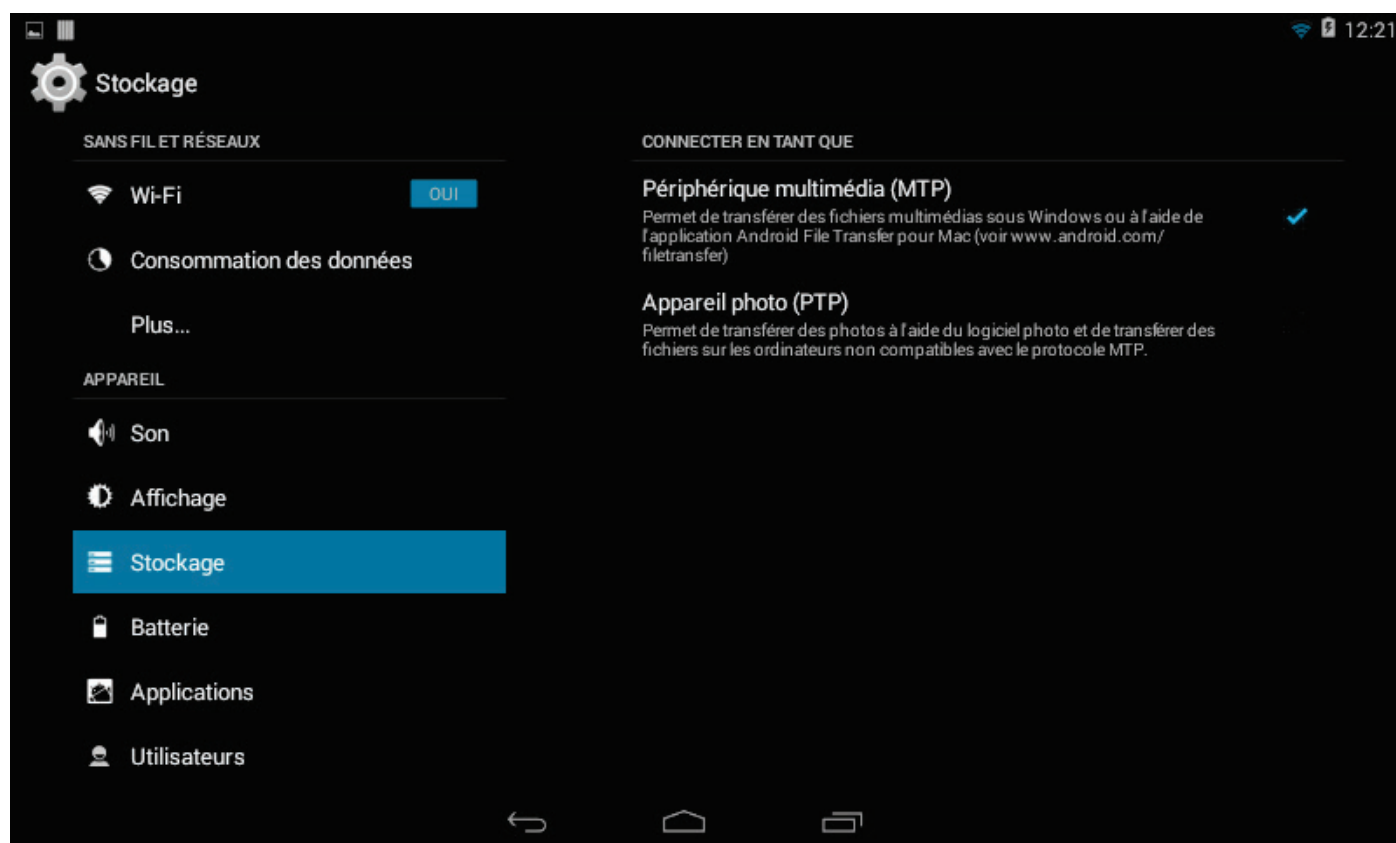 12:21
Stockage
SANS FIL ET RÉSEAUX
Wi-Fi
OUI
Consommation des données
Plus...
APPAREIL
Son
Affichage
Stockage
Batterie
Applications
Utilisateurs
CONNECTER EN TANT QUE
Périphérique multimédia (MTP)
Permet de transférer des fichiers multimédias sous Windows ou à l'aide de
l'application Android File Transfer pour Mac (voir www.android.com/
filetransfer)
Appareil photo (PTP)
Permet de transférer des photos à l'aide du logiciel photo et de transférer des
fichiers sur les ordinateurs non compatibles avec le protocole MTP.